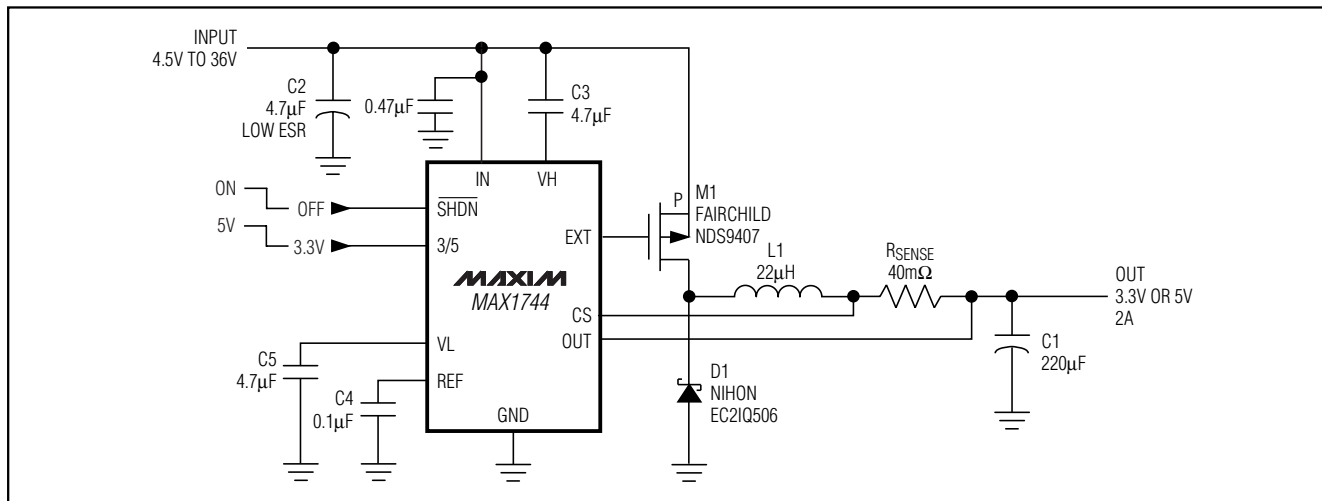 INPUT
4.5V TO 36V
C2
4.7µF
LOW ESR
0.47µF
C3
4.7µF
ON
OFF
5V
3.3V
IN
VH
SHDN
3/5
EXT
MAXIM
MAX1744
CS
OUT
VL
REF
GND
P
M1
FAIRCHILD
NDS9407
L1
22µH
RSENSE
40mΩ
OUT
3.3V OR 5V
2A
C1
220µF
C5
4.7µF
C4
0.1µF
D1
NIHON
EC2IQ506